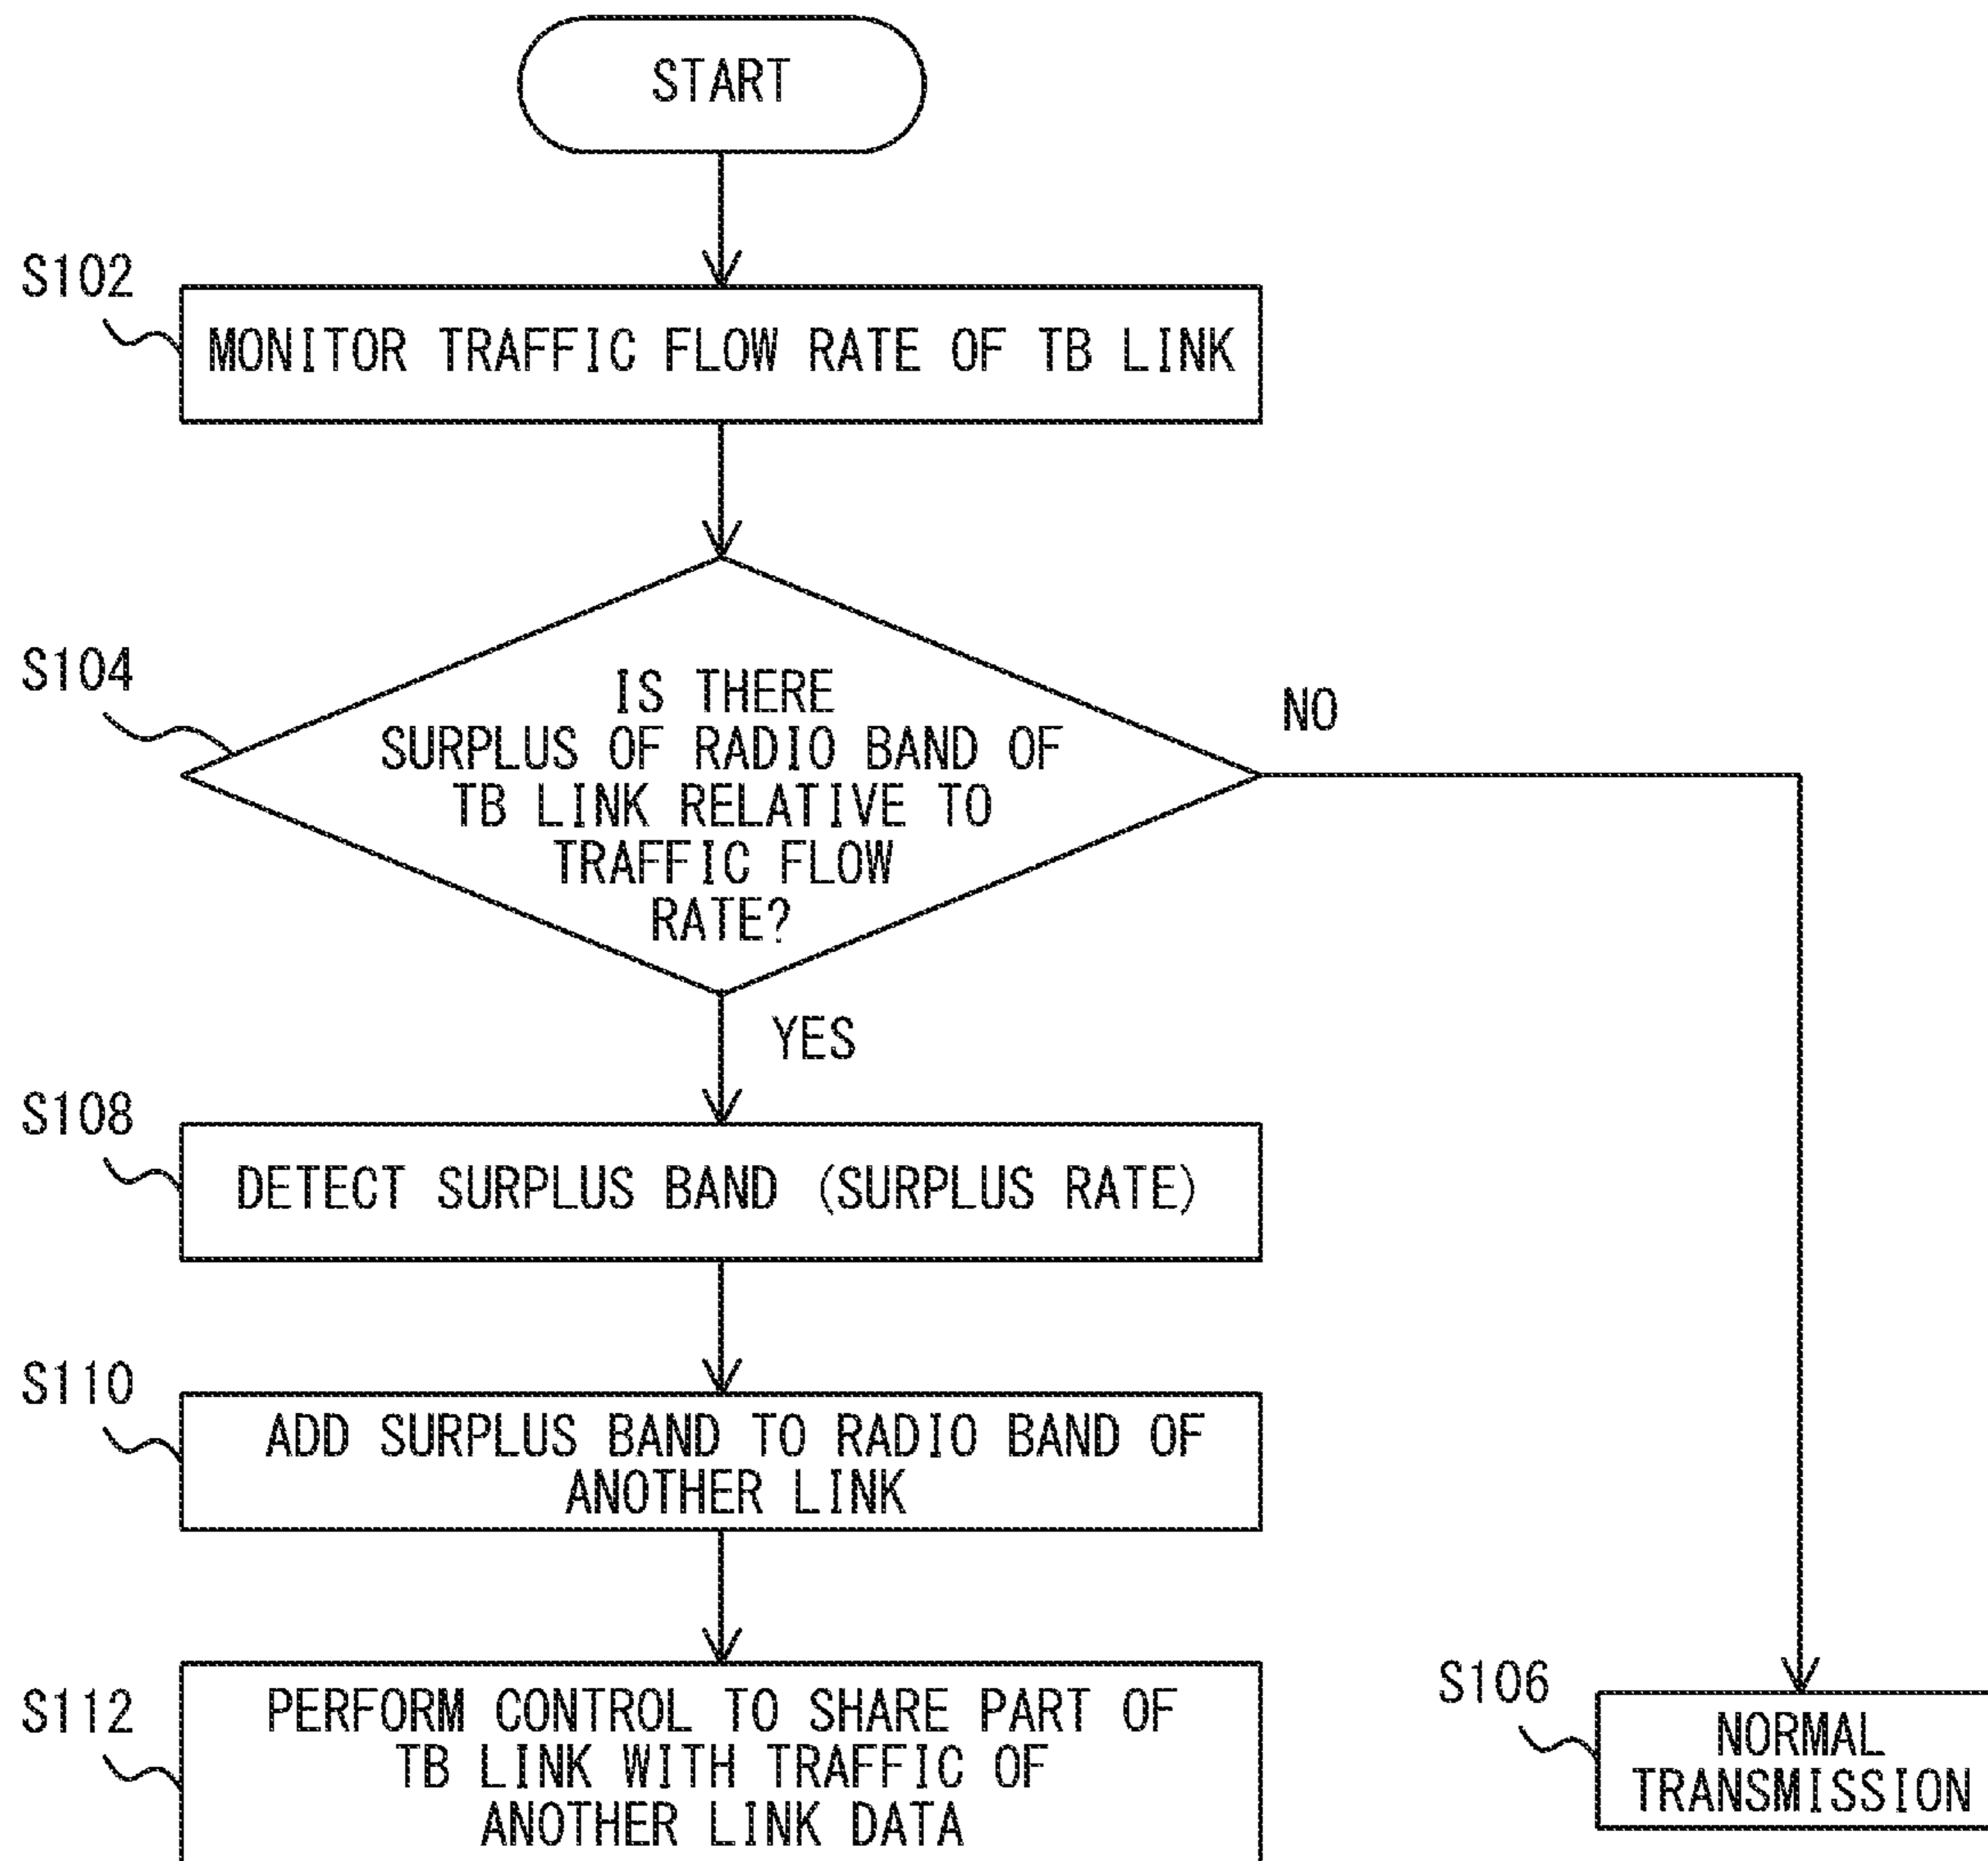 START
S102
MONITOR TRAFFIC FLOW RATE OF TB LINK
S104
IS THERE
SURPLUS OF RADIO BAND OF
TB LINK RELATIVE TO
TRAFFIC FLOW
RATE?
NO
YES
S108
DETECT SURPLUS BAND (SURPLUS RATE)
S110
ADD SURPLUS BAND TO RADIO BAND OF
ANOTHER LINK
S112
PERFORM CONTROL TO SHARE PART OF
TB LINK WITH TRAFFIC OF
ANOTHER LINK DATA
S106
NORMAL
TRANSMISSION